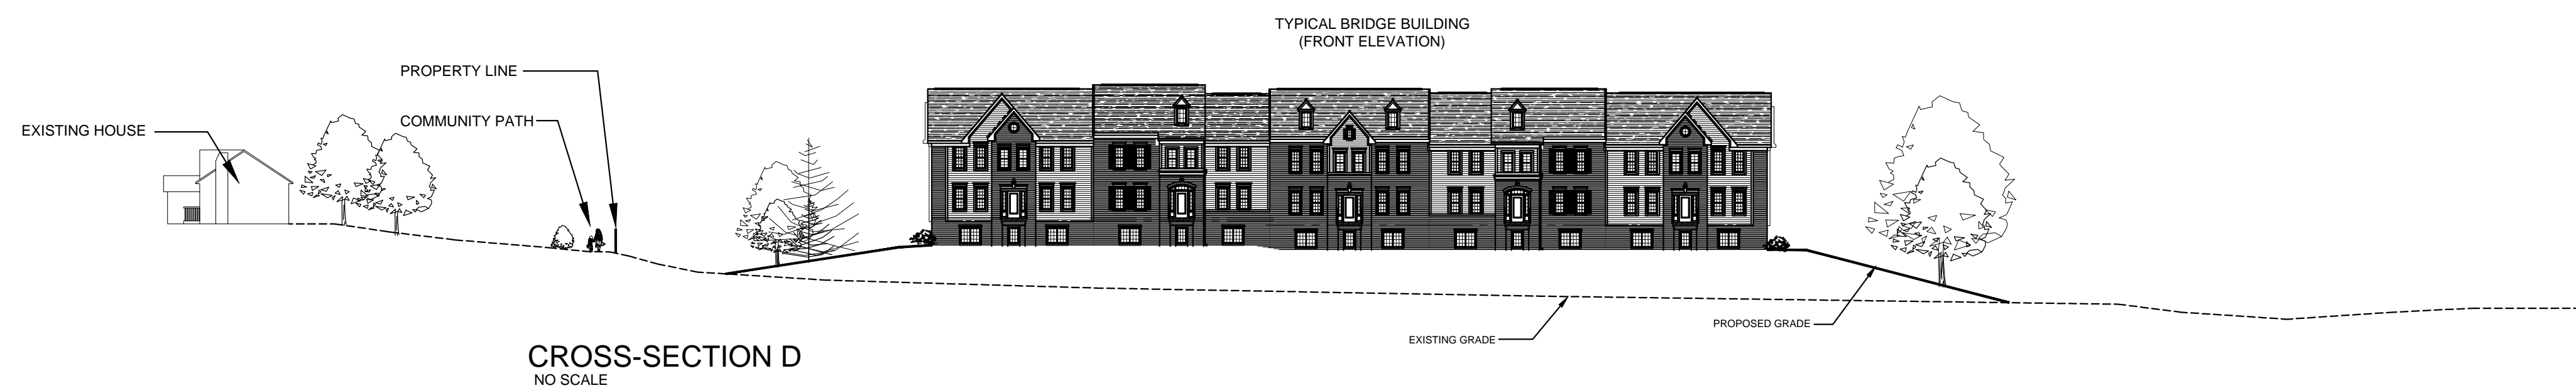 TYPICAL BRIDGE BUILDING
(FRONT ELEVATION)
PROPERTY LINE
COMMUNITY PATH
EXISTING HOUSE
PROPOSED GRADE
EXISTING GRADE
CROSS-SECTION D
NO SCALE